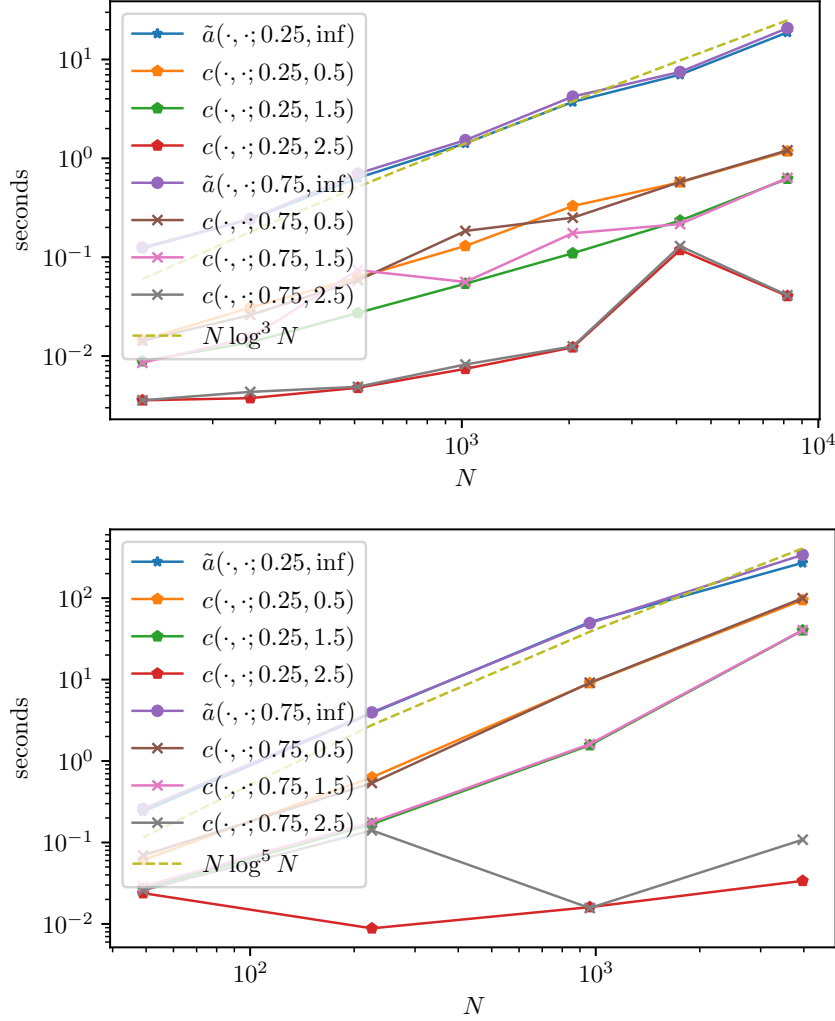 10¹
10⁰
10⁻¹
10⁻²
seconds
ã(·, ·; 0.25, inf)
c(·, ·; 0.25, 0.5)
c(·, ·; 0.25, 1.5)
c(·, ·; 0.25, 2.5)
ã(·, ·; 0.75, inf)
c(·, ·; 0.75, 0.5)
c(·, ·; 0.75, 1.5)
c(·, ·; 0.75, 2.5)
N log³ N
10³
10⁴
N
10²
10¹
10⁰
10⁻¹
10⁻²
seconds
ã(·, ·; 0.25, inf)
c(·, ·; 0.25, 0.5)
c(·, ·; 0.25, 1.5)
c(·, ·; 0.25, 2.5)
ã(·, ·; 0.75, inf)
c(·, ·; 0.75, 0.5)
c(·, ·; 0.75, 1.5)
c(·, ·; 0.75, 2.5)
N log⁵ N
10²
10³
N